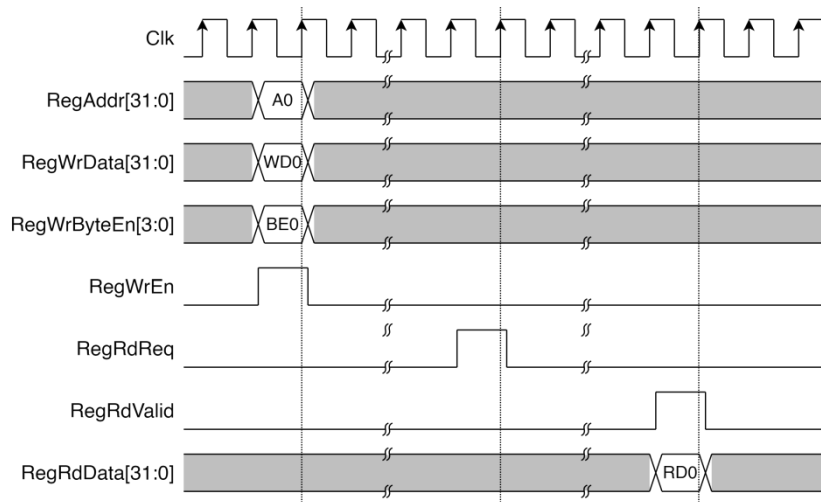 Clk
RegAddr[31:0] A0
RegWrData[31:0] WD0
RegWrByteEn[3:0] BE0
RegWrEn
RegRdReq
RegRdValid
RegRdData[31:0] RD0